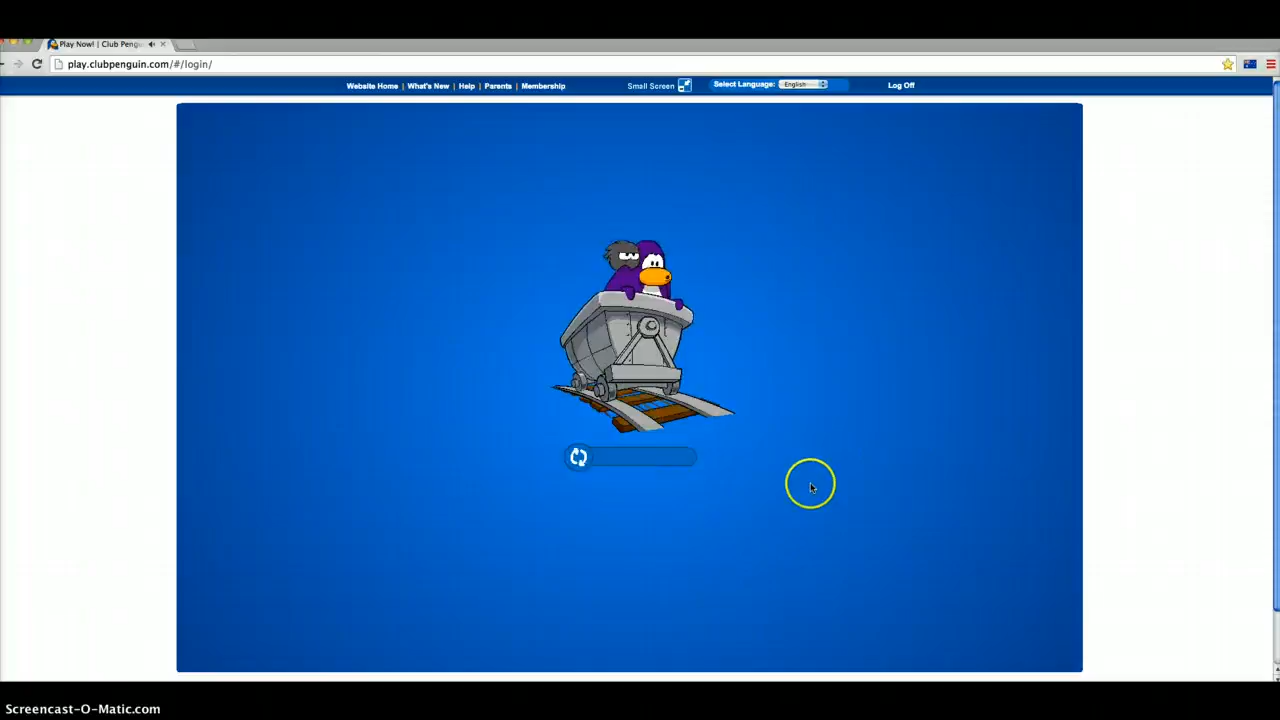 Play Now! | Club Peng
play.clubpenguin.com/#/login/
Website Home | What's New | Help | Parents | Membership
Small Screen
Select Language: English
Log Off
Screencast-O-Matic.com